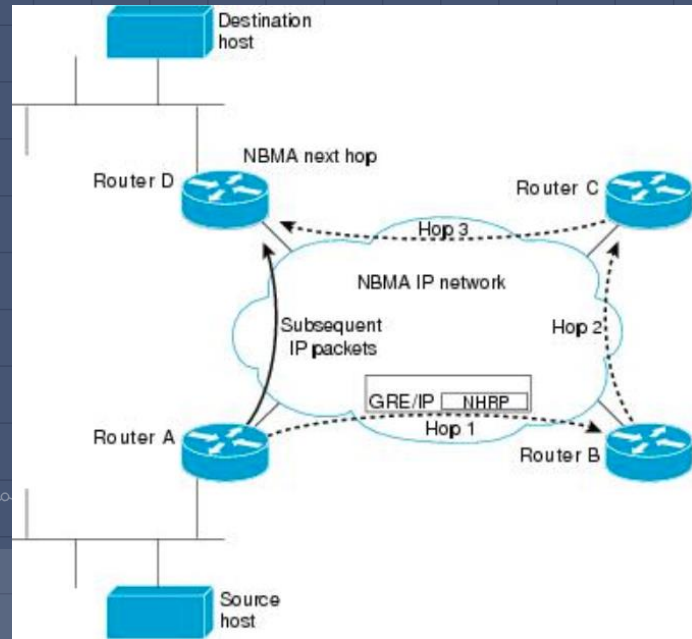 Destination
host
NBMA next hop
Router D
Router C
Hop 3
NBMA IP network
Subsequent
IP packets
Hop 2
GRE/IP NHRP
Hop 1
Router A
Router B
Source
host